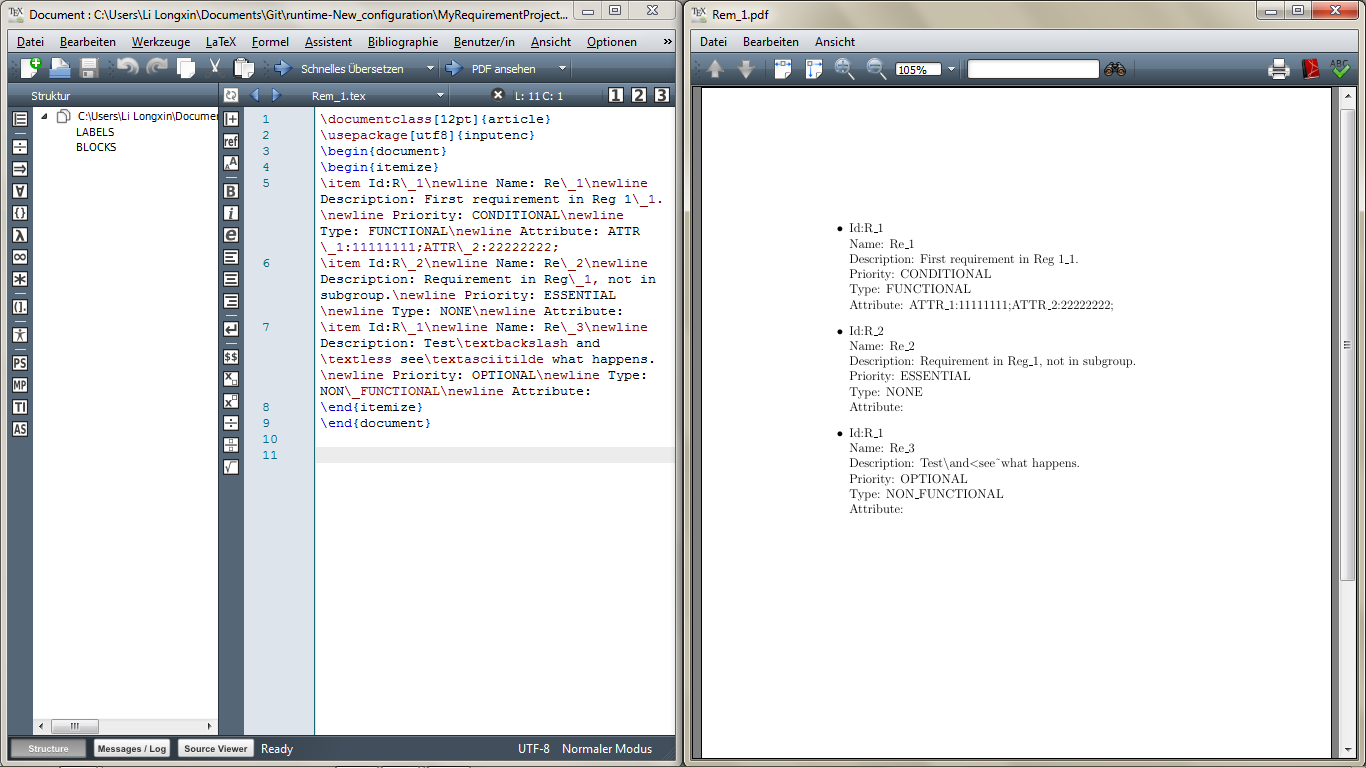 Document : C:\Users\Li Longxin\Documents\Git\runtime-New_configuration\MyRequirementProject...
Datei Bearbeiten Werkzeuge LaTeX Formel Assistent Bibliographie Benutzer/in Ansicht Optionen »
Schnelles Übersetzen PDF ansehen
Struktur Rem_1.tex L: 11 C: 1 1 2 3
C:\Users\Li Longxin\Documen
LABELS
BLOCKS
ref
B
i
e
$$
PS
MP
TI
AS
1 \documentclass[12pt]{article}
2 \usepackage[utf8]{inputenc}
3 \begin{document}
4 \begin{itemize}
5 \item Id:R\_1\newline Name: Re\_1\newline
Description: First requirement in Reg 1\_1.
\newline Priority: CONDITIONAL\newline
Type: FUNCTIONAL\newline Attribute: ATTR
\_1:11111111;ATTR\_2:22222222;
6 \item Id:R\_2\newline Name: Re\_2\newline
Description: Requirement in Reg\_1, not in
subgroup.\newline Priority: ESSENTIAL
\newline Type: NONE\newline Attribute:
7 \item Id:R\_1\newline Name: Re\_3\newline
Description: Test\textbackslash and
\textless see\textasciitilde what happens.
\newline Priority: OPTIONAL\newline Type:
NON\_FUNCTIONAL\newline Attribute:
8 \end{itemize}
9 \end{document}
10
11
Structure Messages / Log Source Viewer Ready UTF-8 Normaler Modus
Rem_1.pdf
Datei Bearbeiten Ansicht
105% ABC
• Id:R_1
Name: Re_1
Description: First requirement in Reg 1_1.
Priority: CONDITIONAL
Type: FUNCTIONAL
Attribute: ATTR_1:11111111;ATTR_2:22222222;
• Id:R_2
Name: Re_2
Description: Requirement in Reg_1, not in subgroup.
Priority: ESSENTIAL
Type: NONE
Attribute:
• Id:R_1
Name: Re_3
Description: Test\and<see~what happens.
Priority: OPTIONAL
Type: NON_FUNCTIONAL
Attribute: